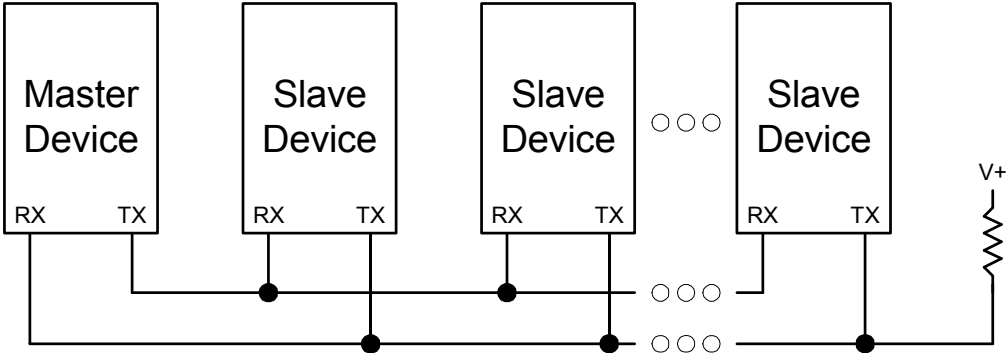 Master
Device
Slave
Device
Slave
Device
Slave
Device
V+
RX TX
RX TX
RX TX
RX TX